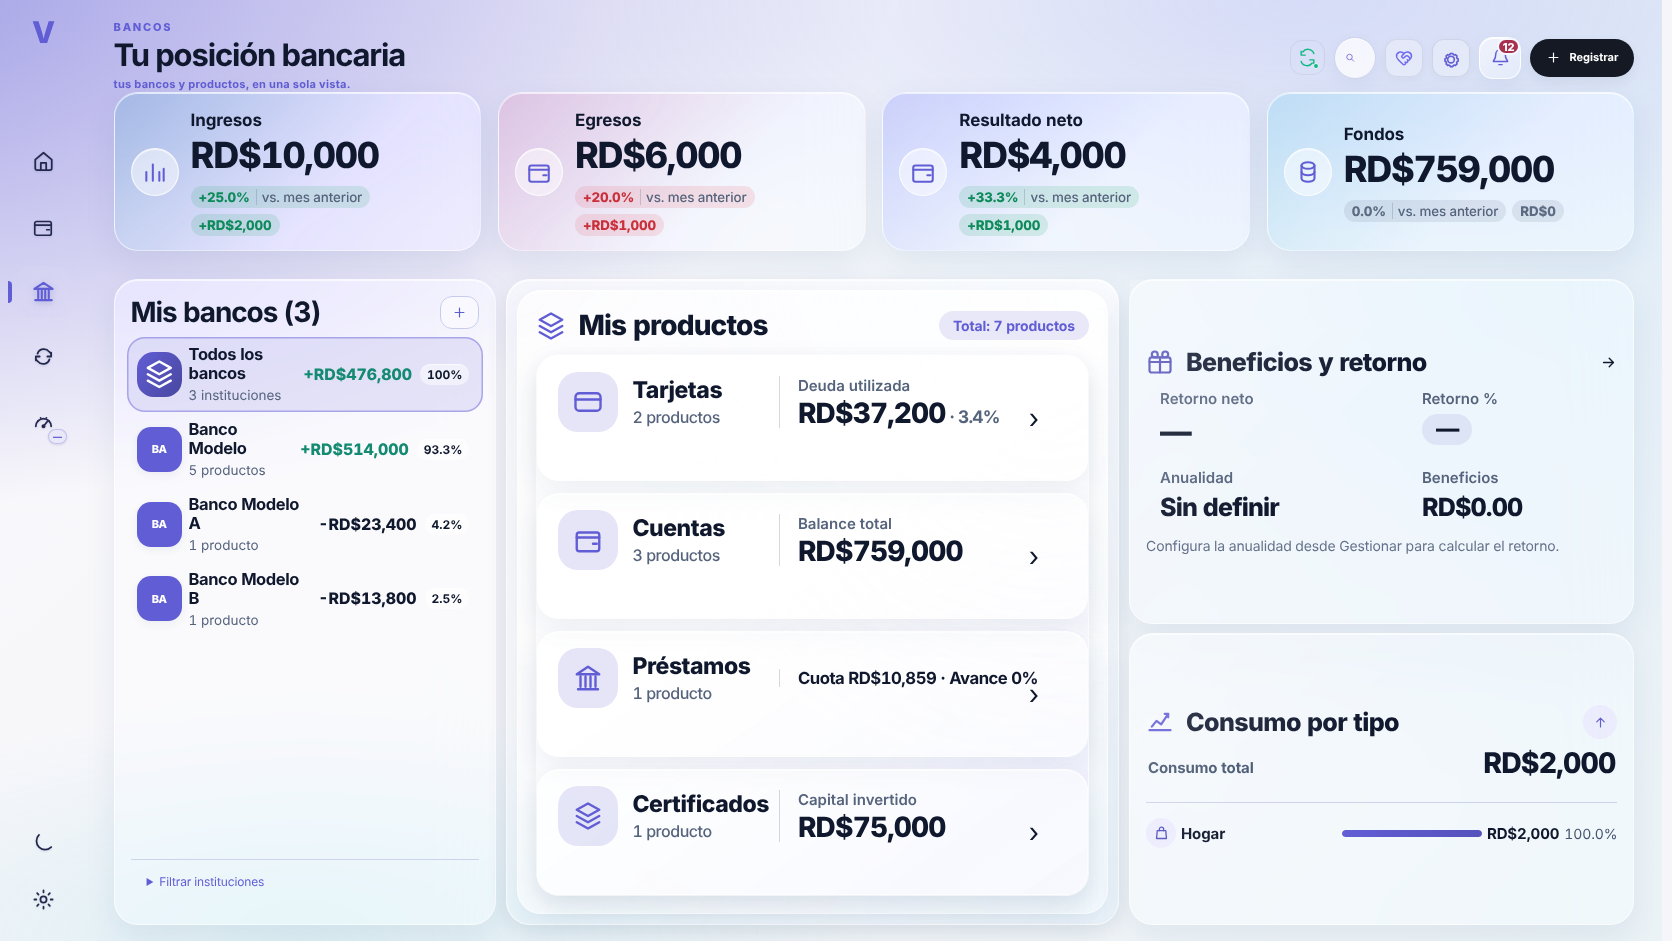 V
BANCOS
Tu posición bancaria
tus bancos y productos, en una sola vista.
12
Registrar
Ingresos
RD$10,000
+25.0% vs. mes anterior
+RD$2,000
Egresos
RD$6,000
+20.0% vs. mes anterior
+RD$1,000
Resultado neto
RD$4,000
+33.3% vs. mes anterior
+RD$1,000
Fondos
RD$759,000
0.0% vs. mes anterior RD$0
Mis bancos (3)
Todos los
bancos
3 instituciones
+RD$476,800 100%
BA
Banco
Modelo
5 productos
+RD$514,000 93.3%
BA
Banco Modelo
A
1 producto
-RD$23,400 4.2%
BA
Banco Modelo
B
1 producto
-RD$13,800 2.5%
Filtrar instituciones
Mis productos
Total: 7 productos
Tarjetas
2 productos
Deuda utilizada
RD$37,200 · 3.4%
Cuentas
3 productos
Balance total
RD$759,000
Préstamos
1 producto
Cuota RD$10,859 · Avance 0%
Certificados
1 producto
Capital invertido
RD$75,000
Beneficios y retorno
Retorno neto
—
Retorno %
—
Anualidad
Sin definir
Beneficios
RD$0.00
Configura la anualidad desde Gestionar para calcular el retorno.
Consumo por tipo
Consumo total
RD$2,000
Hogar
RD$2,000 100.0%